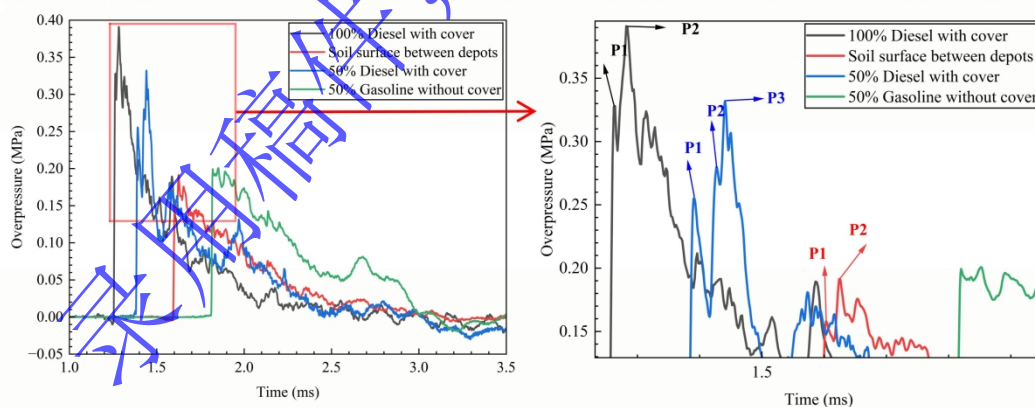 0.40
0.35
0.30
0.25
0.20
0.15
0.10
0.05
0.00
-0.05
Overpressure (MPa)
1.0
1.5
2.0
2.5
3.0
3.5
Time (ms)
100% Diesel with cover
Soil surface between depots
50% Diesel with cover
50% Gasoline without cover
录用稿件
0.35
0.30
0.25
0.20
0.15
Overpressure (MPa)
1.5
Time (ms)
100% Diesel with cover
Soil surface between depots
50% Diesel with cover
50% Gasoline without cover
P1
P2
P1
P2
P3
P1
P2